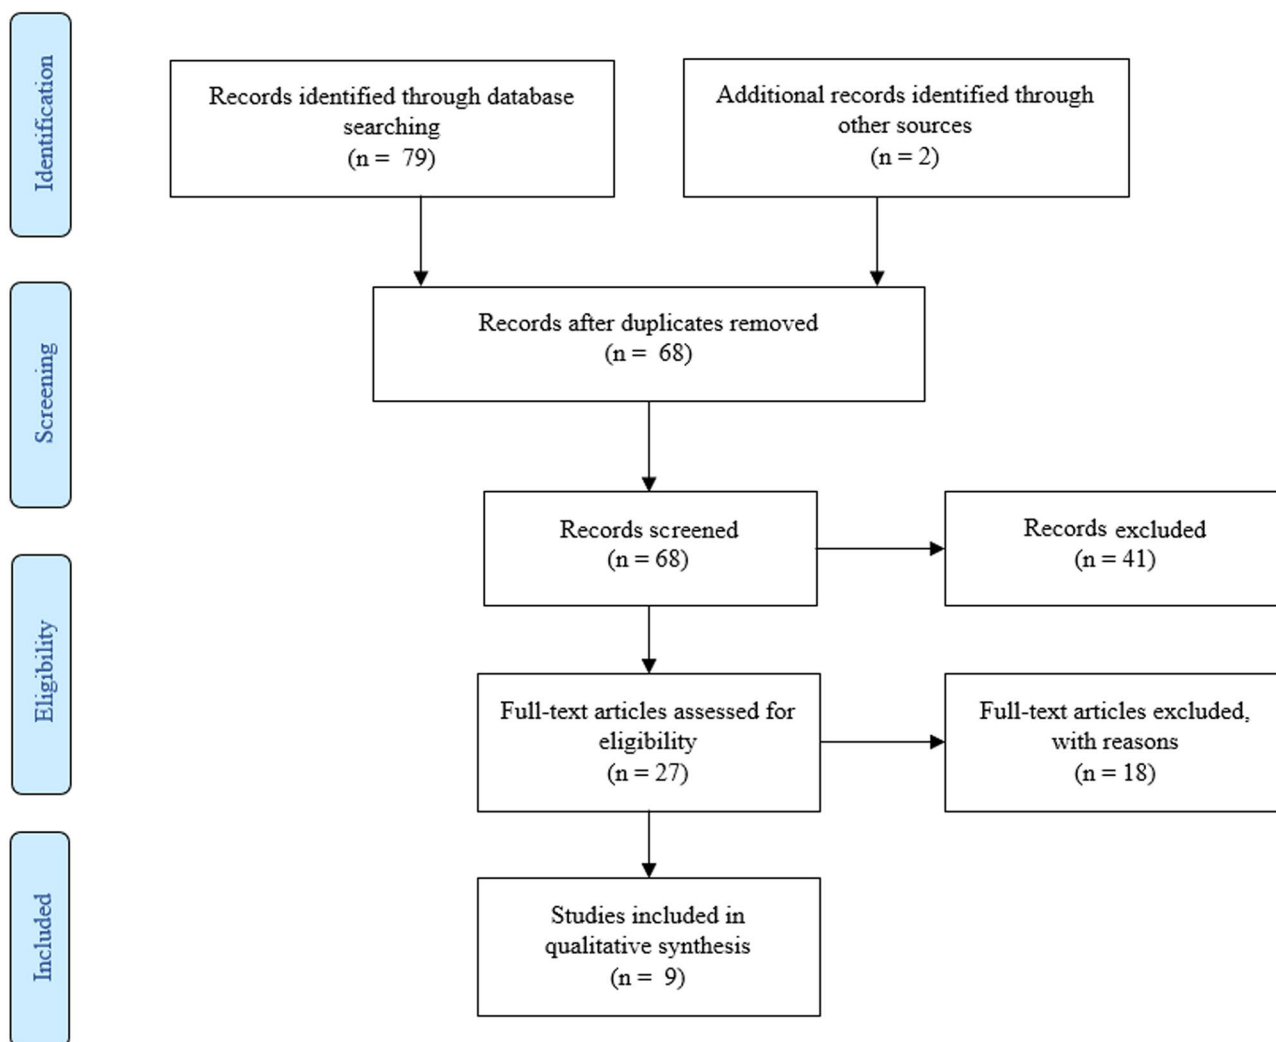 Identification
Records identified through database
searching
(n = 79)
Additional records identified through
other sources
(n = 2)
Screening
Records after duplicates removed
(n = 68)
Records screened
(n = 68)
Records excluded
(n = 41)
Eligibility
Full-text articles assessed for
eligibility
(n = 27)
Full-text articles excluded,
with reasons
(n = 18)
Included
Studies included in
qualitative synthesis
(n = 9)